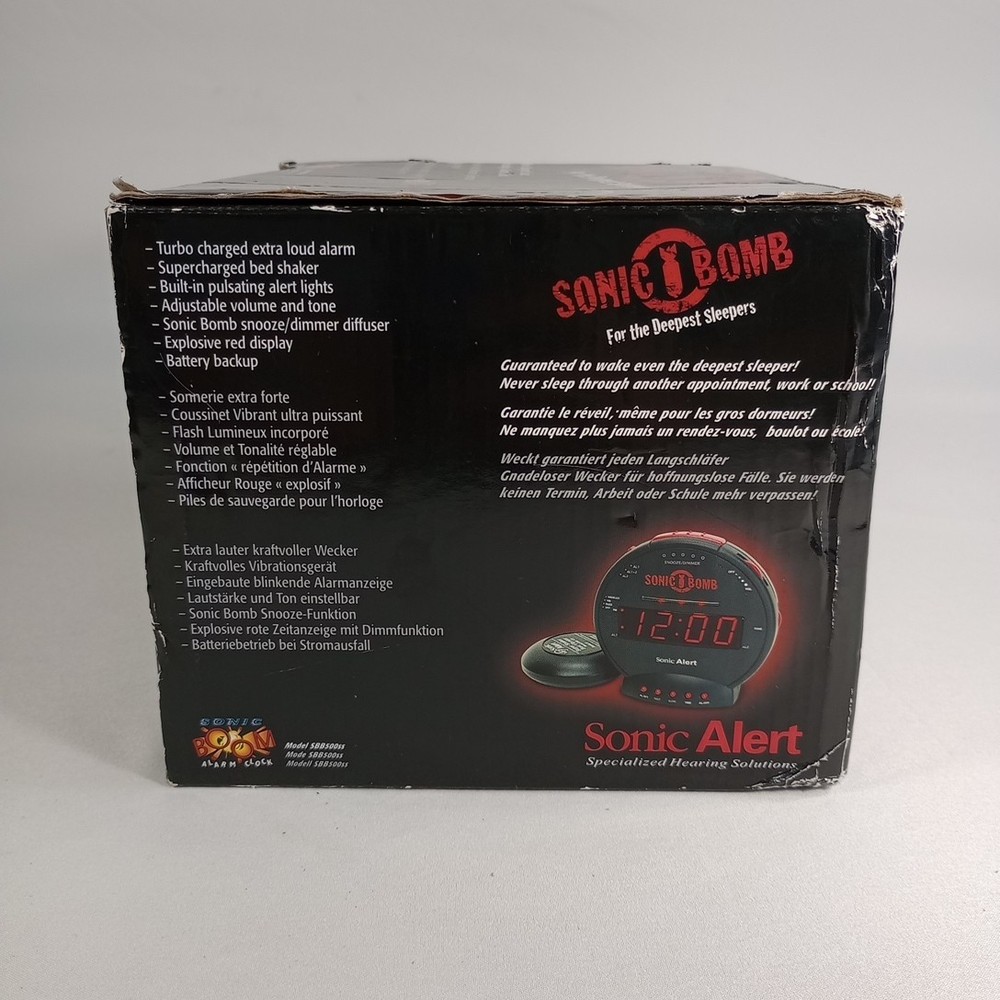 – Turbo charged extra loud alarm
– Supercharged bed shaker
– Built-in pulsating alert lights
– Adjustable volume and tone
– Sonic Bomb snooze/dimmer diffuser
– Explosive red display
– Battery backup
– Sonnerie extra forte
– Coussinet Vibrant ultra puissant
– Flash Lumineux incorporé
– Volume et Tonalité réglable
– Fonction « répétition d'Alarme »
– Afficheur Rouge « explosif »
– Piles de sauvegarde pour l'horloge
– Extra lauter kraftvoller Wecker
– Kraftvolles Vibrationsgerät
– Eingebaute blinkende Alarmanzeige
– Lautstärke und Ton einstellbar
– Sonic Bomb Snooze-Funktion
– Explosive rote Zeitanzeige mit Dimmfunktion
– Batteriebetrieb bei Stromausfall
SONIC
BOOM
ALARM CLOCK
Model SBB500ss
Mode SBB500ss
Modell SBB500ss
SONIC BOMB
For the Deepest Sleepers
Guaranteed to wake even the deepest sleeper!
Never sleep through another appointment, work or school!
Garantie le réveil, même pour les gros dormeurs!
Ne manquez plus jamais un rendez-vous, boulot ou école!
Weckt garantiert jeden Langschläfer
Gnadeloser Wecker für hoffnungslose Fälle. Sie werden
keinen Termin, Arbeit oder Schule mehr verpassen!
SNOOZE/DIMMER
SONIC BOMB
12:00
Sonic Alert
Sonic Alert
Specialized Hearing Solutions